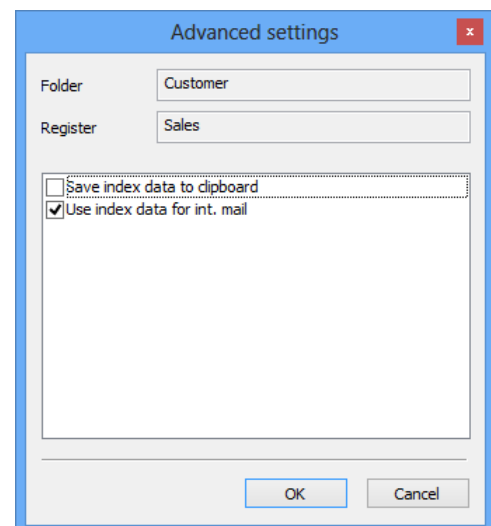 Advanced settings
x
Folder Customer
Register Sales
Save index data to clipboard
Use index data for int. mail
OK Cancel